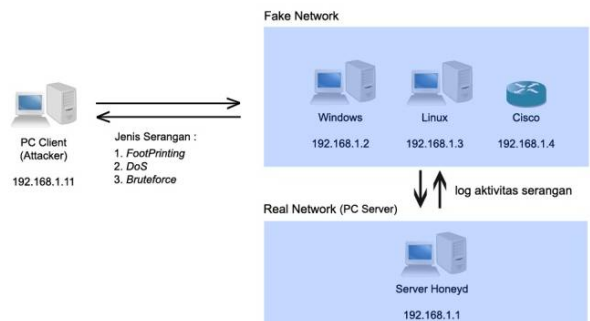 Fake Network
Windows
192.168.1.2
Linux
192.168.1.3
Cisco
192.168.1.4
PC Client
(Attacker)
192.168.1.11
Jenis Serangan :
1. FootPrinting
2. DoS
3. Bruteforce
log aktivitas serangan
Real Network (PC Server)
Server Honeyd
192.168.1.1